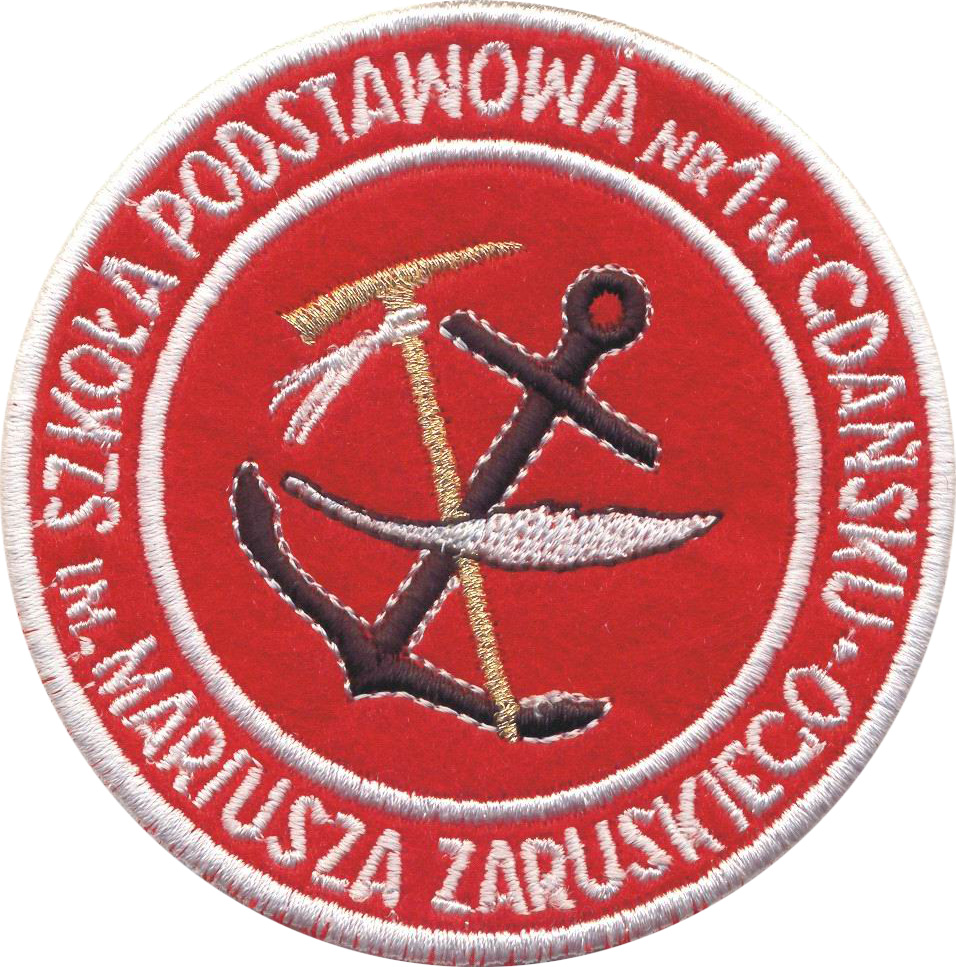 SZKOŁA PODSTAWOWA NR 1 W GDAŃSKU •
IM. MARIUSZA ZARUSKIEGO